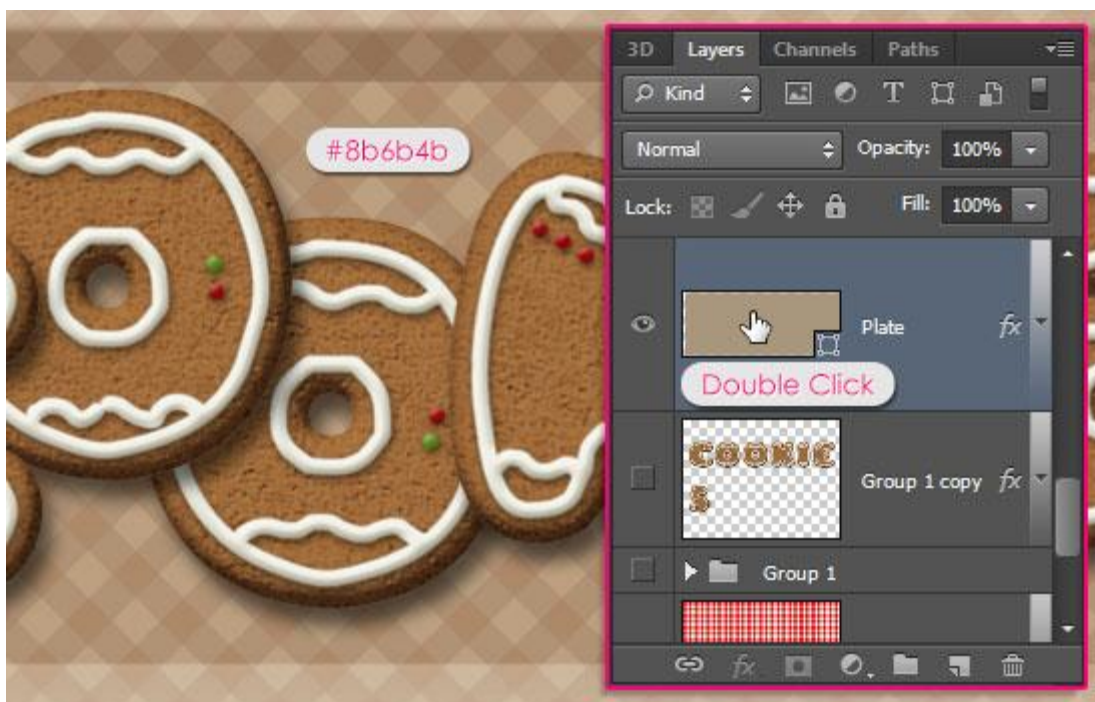 3D Layers Channels Paths
Kind T
#8b6b4b
Normal Opacity: 100%
Lock: Fill: 100%
Plate fx
Double Click
COOKIE
S
Group 1 copy fx
Group 1
fx